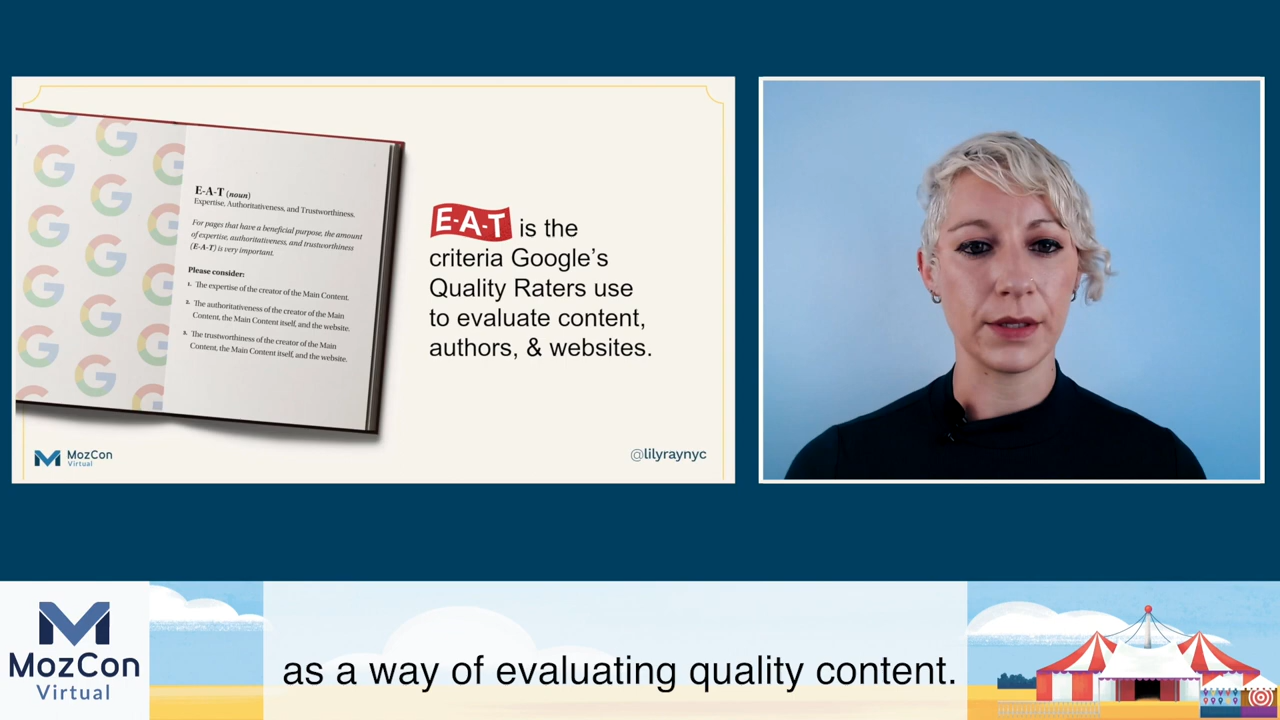 E-A-T (noun)
Expertise, Authoritativeness, and Trustworthiness.
For pages that have a beneficial purpose, the amount
of expertise, authoritativeness, and trustworthiness
(E-A-T) is very important.
Please consider:
1. The expertise of the creator of the Main Content.
2. The authoritativeness of the creator of the Main
Content, the Main Content itself, and the website.
3. The trustworthiness of the creator of the Main
Content, the Main Content itself, and the website.
E-A-T is the
criteria Google’s
Quality Raters use
to evaluate content,
authors, & websites.
MozCon
Virtual
@lilyraynyc
MozCon
Virtual
as a way of evaluating quality content.